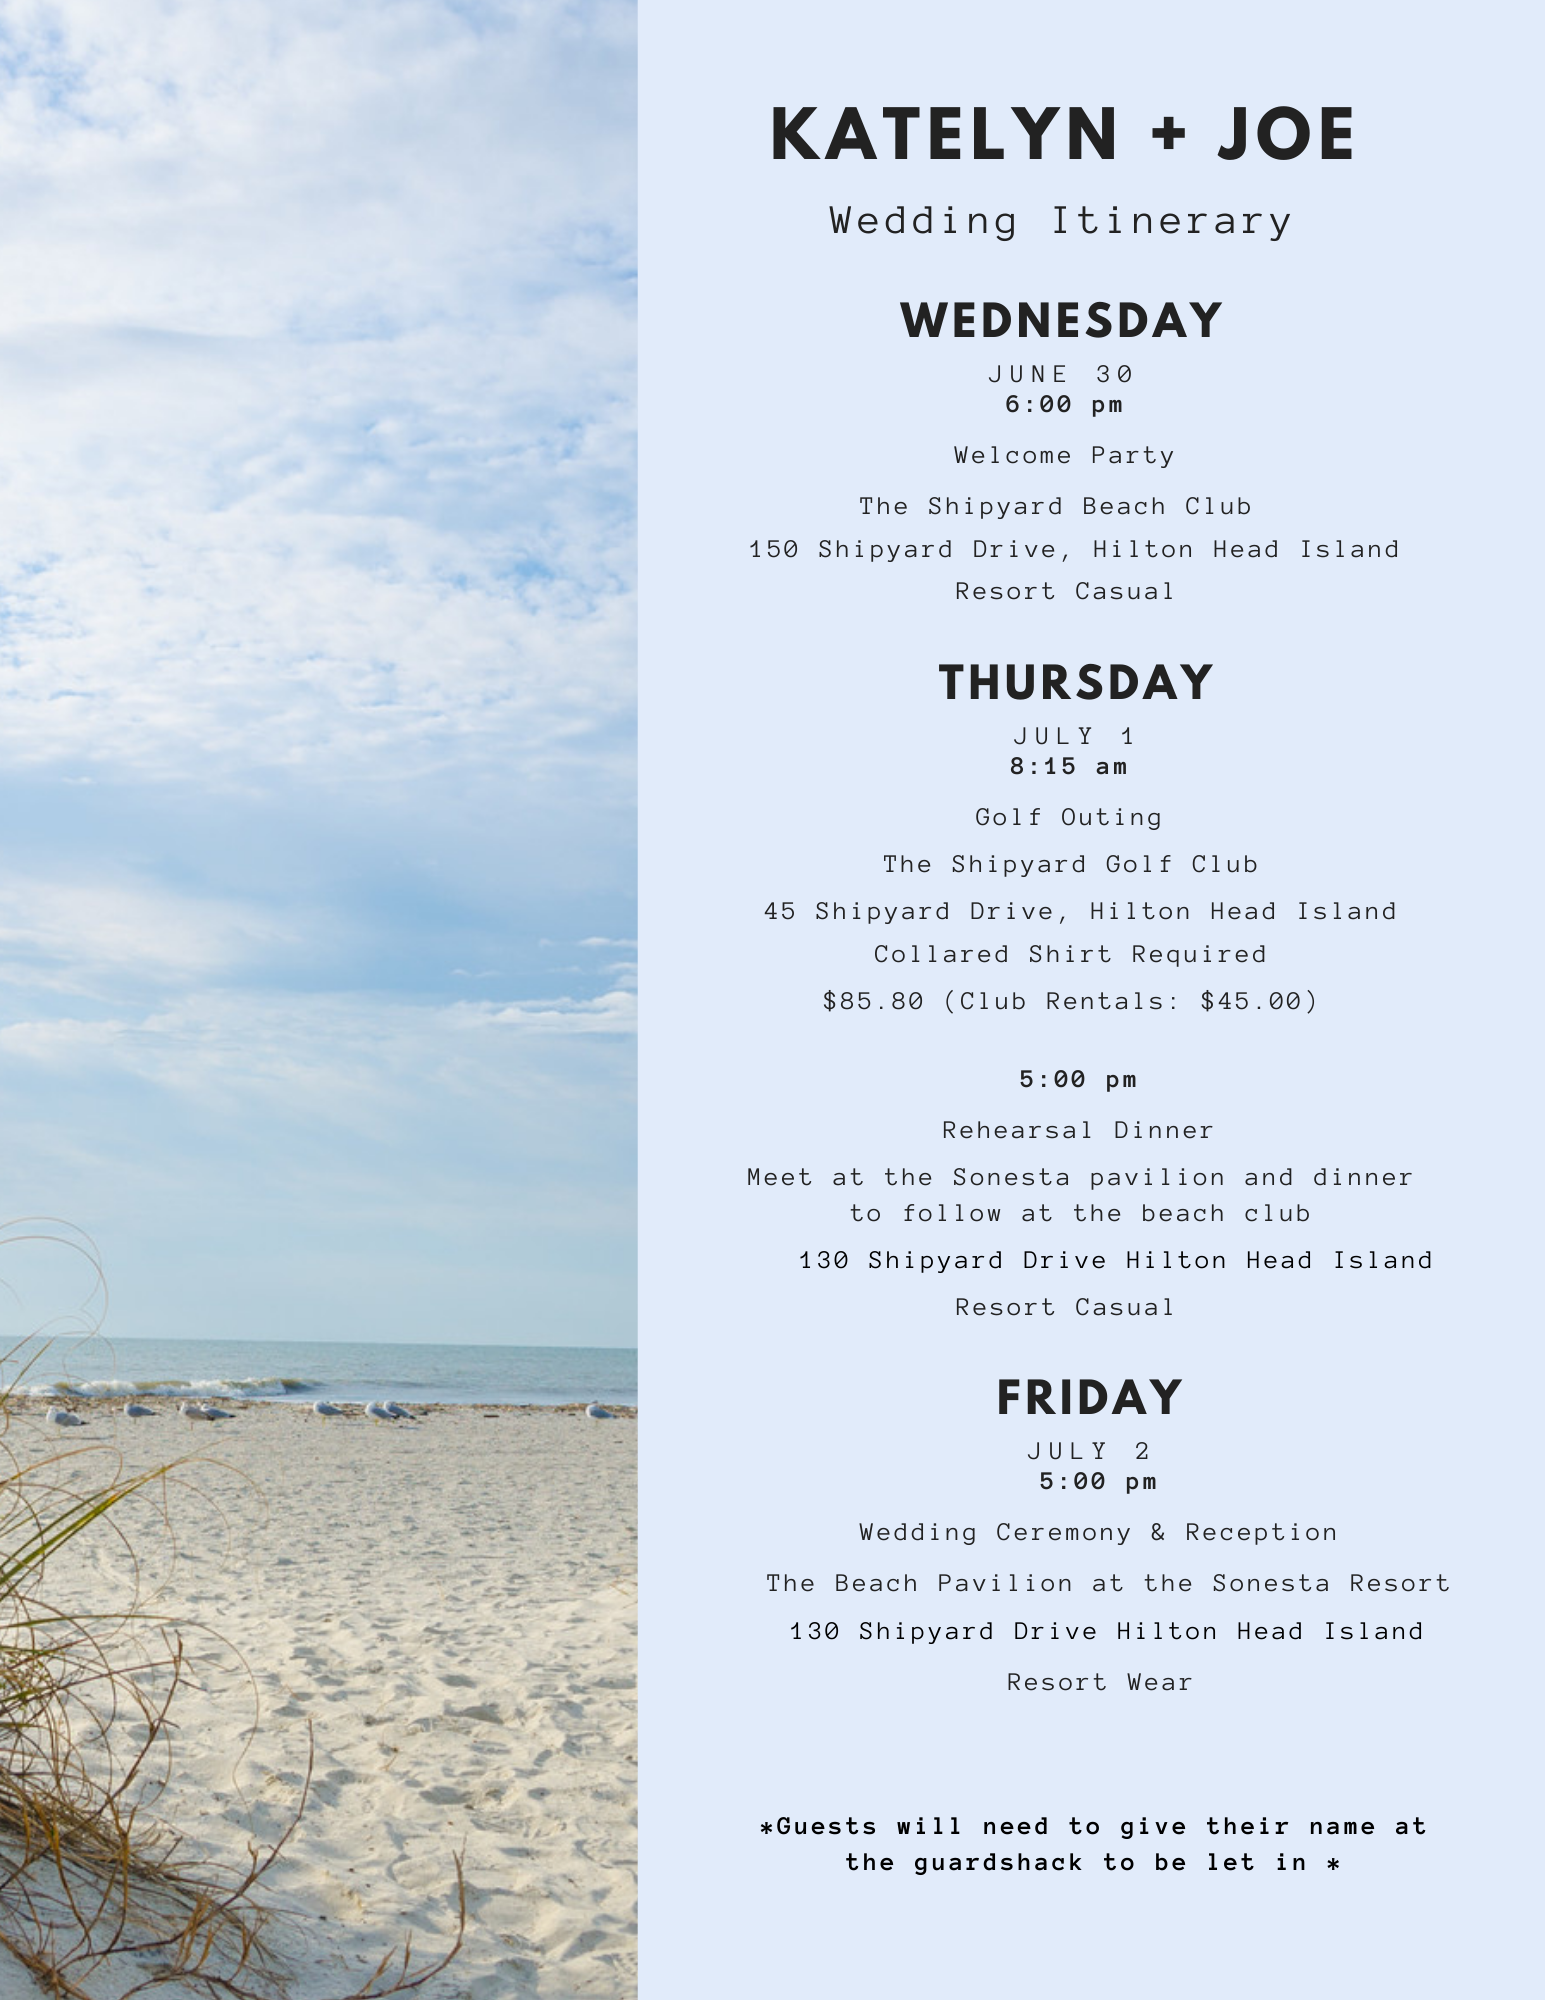 KATELYN + JOE
Wedding Itinerary
WEDNESDAY
JUNE 30
6:00 pm
Welcome Party
The Shipyard Beach Club
150 Shipyard Drive, Hilton Head Island
Resort Casual
THURSDAY
JULY 1
8:15 am
Golf Outing
The Shipyard Golf Club
45 Shipyard Drive, Hilton Head Island
Collared Shirt Required
$85.80 (Club Rentals: $45.00)
5:00 pm
Rehearsal Dinner
Meet at the Sonesta pavilion and dinner
to follow at the beach club
130 Shipyard Drive Hilton Head Island
Resort Casual
FRIDAY
JULY 2
5:00 pm
Wedding Ceremony & Reception
The Beach Pavilion at the Sonesta Resort
130 Shipyard Drive Hilton Head Island
Resort Wear
*Guests will need to give their name at
the guardshack to be let in *